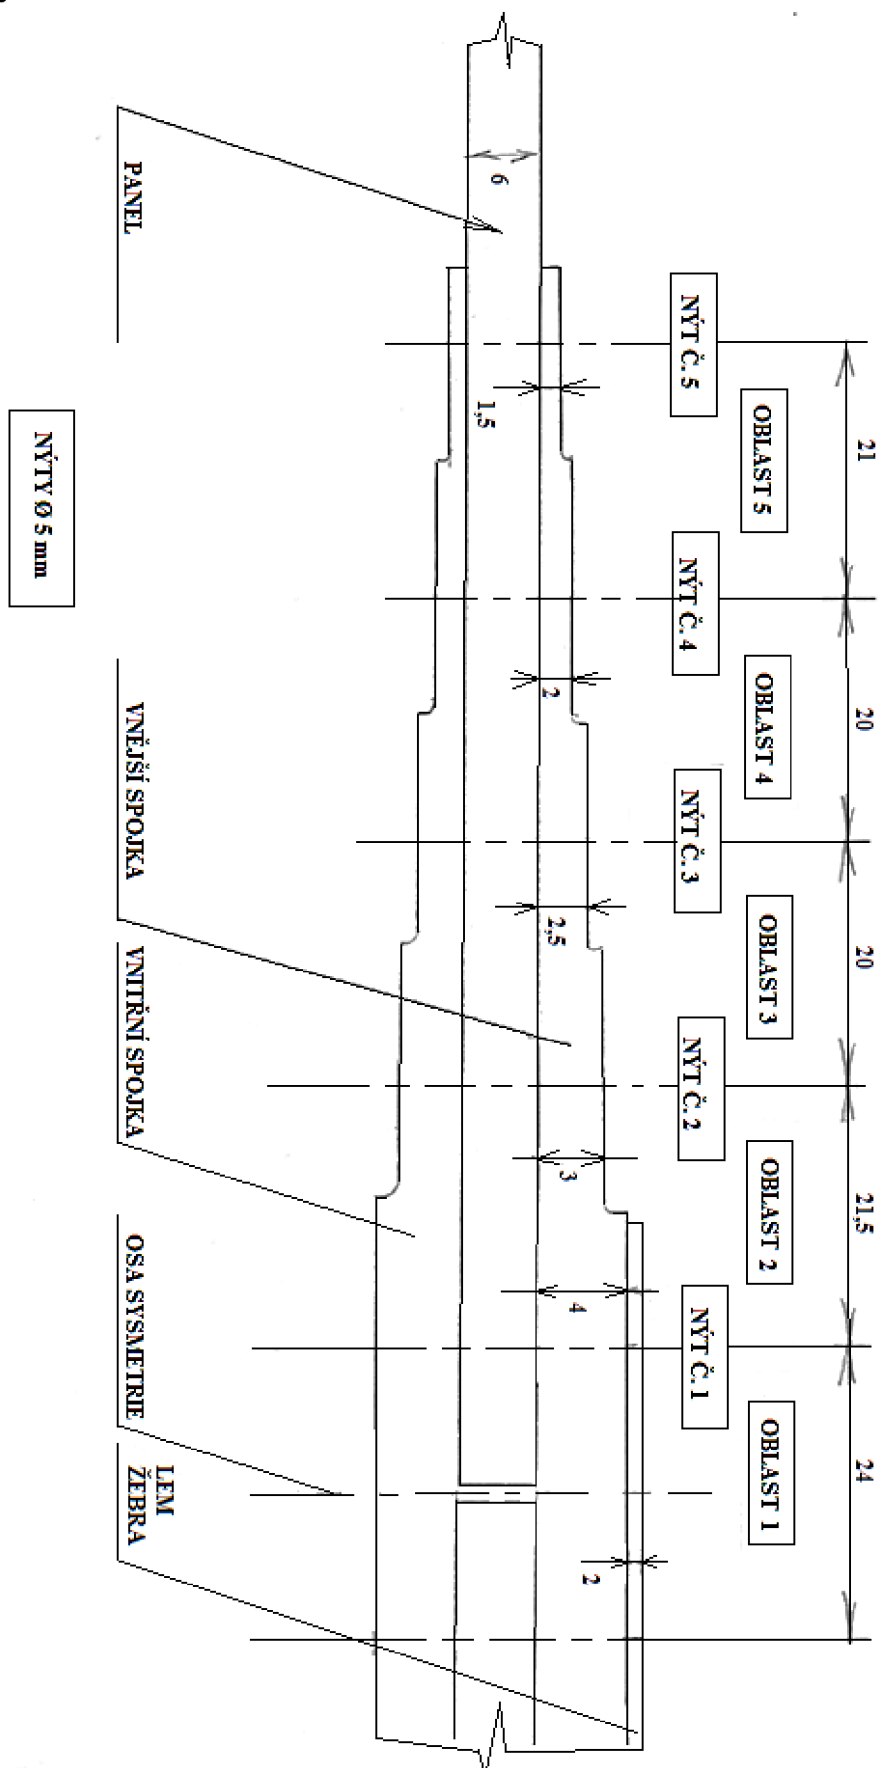 21
20
20
21,5
24
OBLAST 5
OBLAST 4
OBLAST 3
OBLAST 2
OBLAST 1
NÝT Č. 5
NÝT Č. 4
NÝT Č. 3
NÝT Č. 2
NÝT Č. 1
6
1,5
2
2,5
3
4
2
PANEL
VNĚJŠÍ SPOJKA
VNITŘNÍ SPOJKA
OSA SYSMETRIE
LEM
ŽEBRA
NÝTY Ø 5 mm